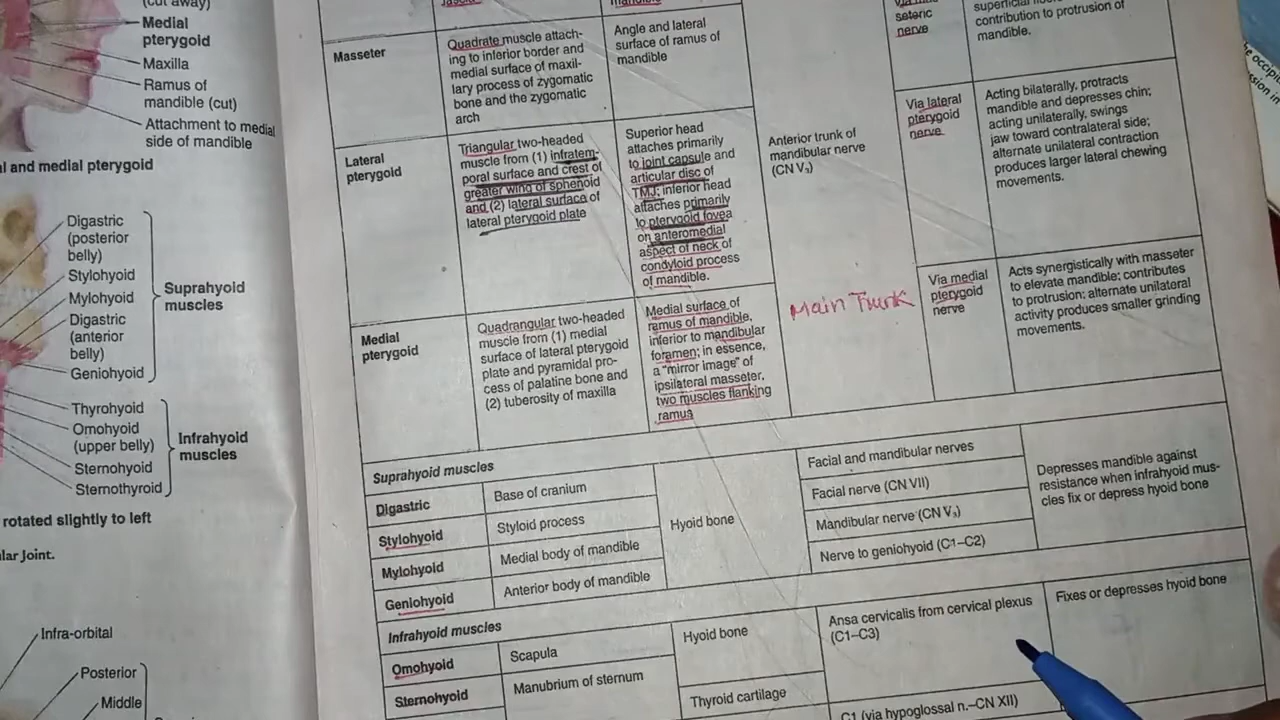 (cut away)
Medial
pterygoid
Maxilla
Ramus of
mandible (cut)
Attachment to medial
side of mandible
and medial pterygoid
Digastric
(posterior
belly)
Stylohyoid
Mylohyoid
Digastric
(anterior
belly)
Geniohyoid
Suprahyoid
muscles
Thyrohyoid
Omohyoid
(upper belly)
Sternohyoid
Sternothyroid
Infrahyoid
muscles
rotated slightly to left
Joint.
Infra-orbital
Posterior
Middle
Masseter
Quadrate muscle attach-
ing to inferior border and
medial surface of maxil-
lary process of zygomatic
bone and the zygomatic
arch
Angle and lateral
surface of ramus of
mandible
seteric
nerve
contribution to protrusion of
mandible.
Lateral
pterygoid
Triangular two-headed
muscle from (1) infratem-
poral surface and crest of
greater wing of sphenoid
and (2) lateral surface of
lateral pterygoid plate
Superior head
attaches primarily
to joint capsule and
articular disc of
TMJ; inferior head
attaches primarily
to pterygoid fovea
on anteromedial
aspect of neck of
condyloid process
of mandible.
Anterior trunk of
mandibular nerve
(CN V₃)
Via lateral
pterygoid
nerve
Acting bilaterally, protracts
mandible and depresses chin;
acting unilaterally, swings
jaw toward contralateral side;
alternate unilateral contraction
produces larger lateral chewing
movements.
Medial
pterygoid
Quadrangular two-headed
muscle from (1) medial
surface of lateral pterygoid
plate and pyramidal pro-
cess of palatine bone and
(2) tuberosity of maxilla
Medial surface of
ramus of mandible,
inferior to mandibular
foramen; in essence,
a "mirror image" of
ipsilateral masseter,
two muscles flanking
ramus
Main Trunk
Via medial
pterygoid
nerve
Acts synergistically with masseter
to elevate mandible; contributes
to protrusion; alternate unilateral
activity produces smaller grinding
movements.
Suprahyoid muscles
Digastric
Base of cranium
Stylohyoid
Styloid process
Mylohyoid
Medial body of mandible
Geniohyoid
Anterior body of mandible
Hyoid bone
Facial and mandibular nerves
Facial nerve (CN VII)
Mandibular nerve (CN V₃)
Nerve to geniohyoid (C1–C2)
Depresses mandible against
resistance when infrahyoid mus-
cles fix or depress hyoid bone
Infrahyoid muscles
Omohyoid
Scapula
Hyoid bone
Ansa cervicalis from cervical plexus
(C1–C3)
Fixes or depresses hyoid bone
Sternohyoid
Manubrium of sternum
Thyroid cartilage
C1 (via hypoglossal n.–CN XII)